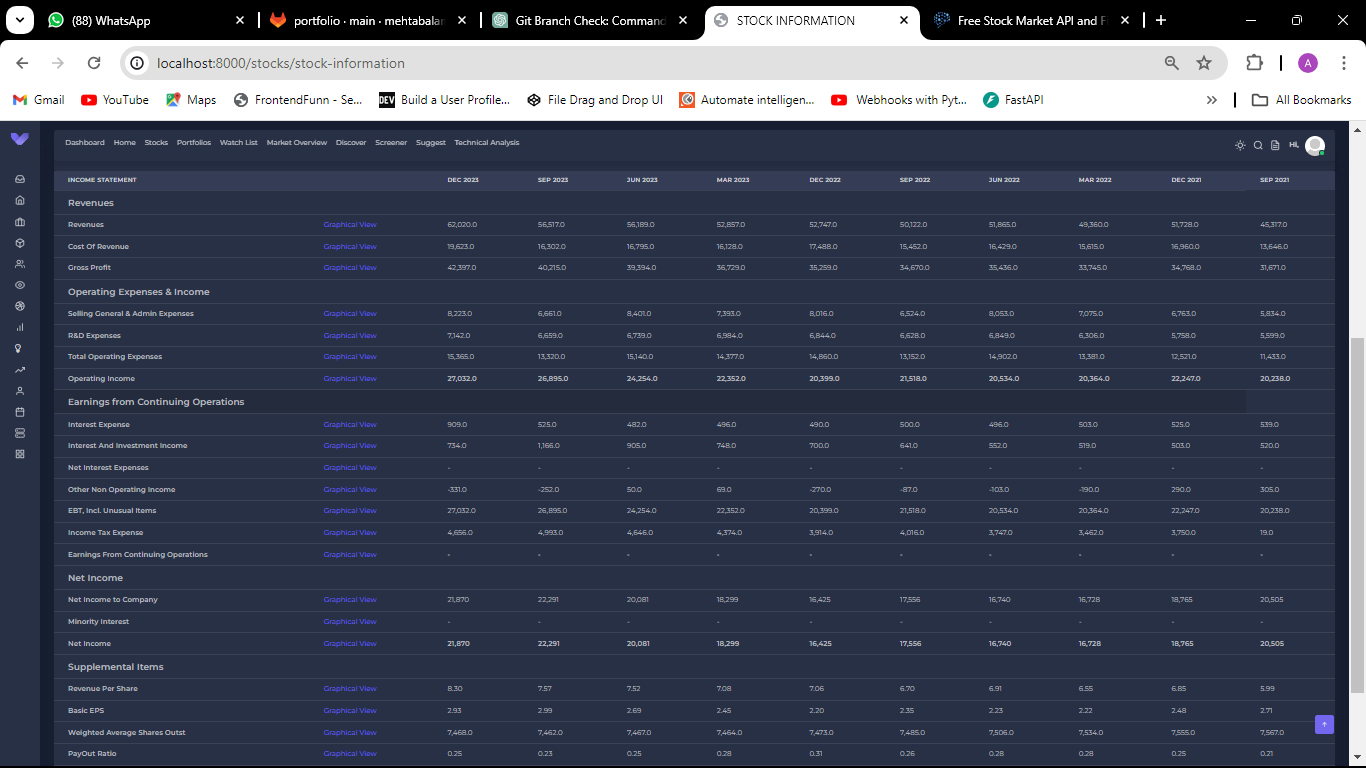 (88) WhatsApp
portfolio · main · mehtabalar
Git Branch Check: Command
STOCK INFORMATION
Free Stock Market API and F
localhost:8000/stocks/stock-information
A
Gmail
YouTube
Maps
FrontendFunn - Se...
DEV Build a User Profile...
File Drag and Drop UI
Automate intelligen...
Webhooks with Pyt...
FastAPI
All Bookmarks
Dashboard Home Stocks Portfolios Watch List Market Overview Discover Screener Suggest Technical Analysis
Hi,
INCOME STATEMENT DEC 2023 SEP 2023 JUN 2023 MAR 2023 DEC 2022 SEP 2022 JUN 2022 MAR 2022 DEC 2021 SEP 2021
Revenues
Revenues Graphical View 62,020.0 56,517.0 56,189.0 52,857.0 52,747.0 50,122.0 51,865.0 49,360.0 51,728.0 45,317.0
Cost Of Revenue Graphical View 19,623.0 16,302.0 16,795.0 16,128.0 17,488.0 15,452.0 16,429.0 15,615.0 16,960.0 13,646.0
Gross Profit Graphical View 42,397.0 40,215.0 39,394.0 36,729.0 35,259.0 34,670.0 35,436.0 33,745.0 34,768.0 31,671.0
Operating Expenses & Income
Selling General & Admin Expenses Graphical View 8,223.0 6,661.0 8,401.0 7,393.0 8,016.0 6,524.0 8,053.0 7,075.0 6,763.0 5,834.0
R&D Expenses Graphical View 7,142.0 6,659.0 6,739.0 6,984.0 6,844.0 6,628.0 6,849.0 6,306.0 5,758.0 5,599.0
Total Operating Expenses Graphical View 15,365.0 13,320.0 15,140.0 14,377.0 14,860.0 13,152.0 14,902.0 13,381.0 12,521.0 11,433.0
Operating Income Graphical View 27,032.0 26,895.0 24,254.0 22,352.0 20,399.0 21,518.0 20,534.0 20,364.0 22,247.0 20,238.0
Earnings from Continuing Operations
Interest Expense Graphical View 909.0 525.0 482.0 496.0 490.0 500.0 496.0 503.0 525.0 539.0
Interest And Investment Income Graphical View 734.0 1,166.0 905.0 748.0 700.0 641.0 552.0 519.0 503.0 520.0
Net Interest Expenses Graphical View - - - - - - - - - -
Other Non Operating Income Graphical View -331.0 -252.0 50.0 69.0 -270.0 -87.0 -103.0 -190.0 290.0 305.0
EBT, Incl. Unusual Items Graphical View 27,032.0 26,895.0 24,254.0 22,352.0 20,399.0 21,518.0 20,534.0 20,364.0 22,247.0 20,238.0
Income Tax Expense Graphical View 4,656.0 4,993.0 4,646.0 4,374.0 3,914.0 4,016.0 3,747.0 3,462.0 3,750.0 19.0
Earnings From Continuing Operations Graphical View - - - - - - - - - -
Net Income
Net Income to Company Graphical View 21,870 22,291 20,081 18,299 16,425 17,556 16,740 16,728 18,765 20,505
Minority Interest Graphical View - - - - - - - - - -
Net Income Graphical View 21,870 22,291 20,081 18,299 16,425 17,556 16,740 16,728 18,765 20,505
Supplemental Items
Revenue Per Share Graphical View 8.30 7.57 7.52 7.08 7.06 6.70 6.91 6.55 6.85 5.99
Basic EPS Graphical View 2.93 2.99 2.69 2.45 2.20 2.35 2.23 2.22 2.48 2.71
Weighted Average Shares Outst Graphical View 7,468.0 7,462.0 7,467.0 7,464.0 7,473.0 7,485.0 7,506.0 7,534.0 7,555.0 7,567.0
PayOut Ratio Graphical View 0.25 0.23 0.25 0.28 0.31 0.26 0.28 0.28 0.25 0.21